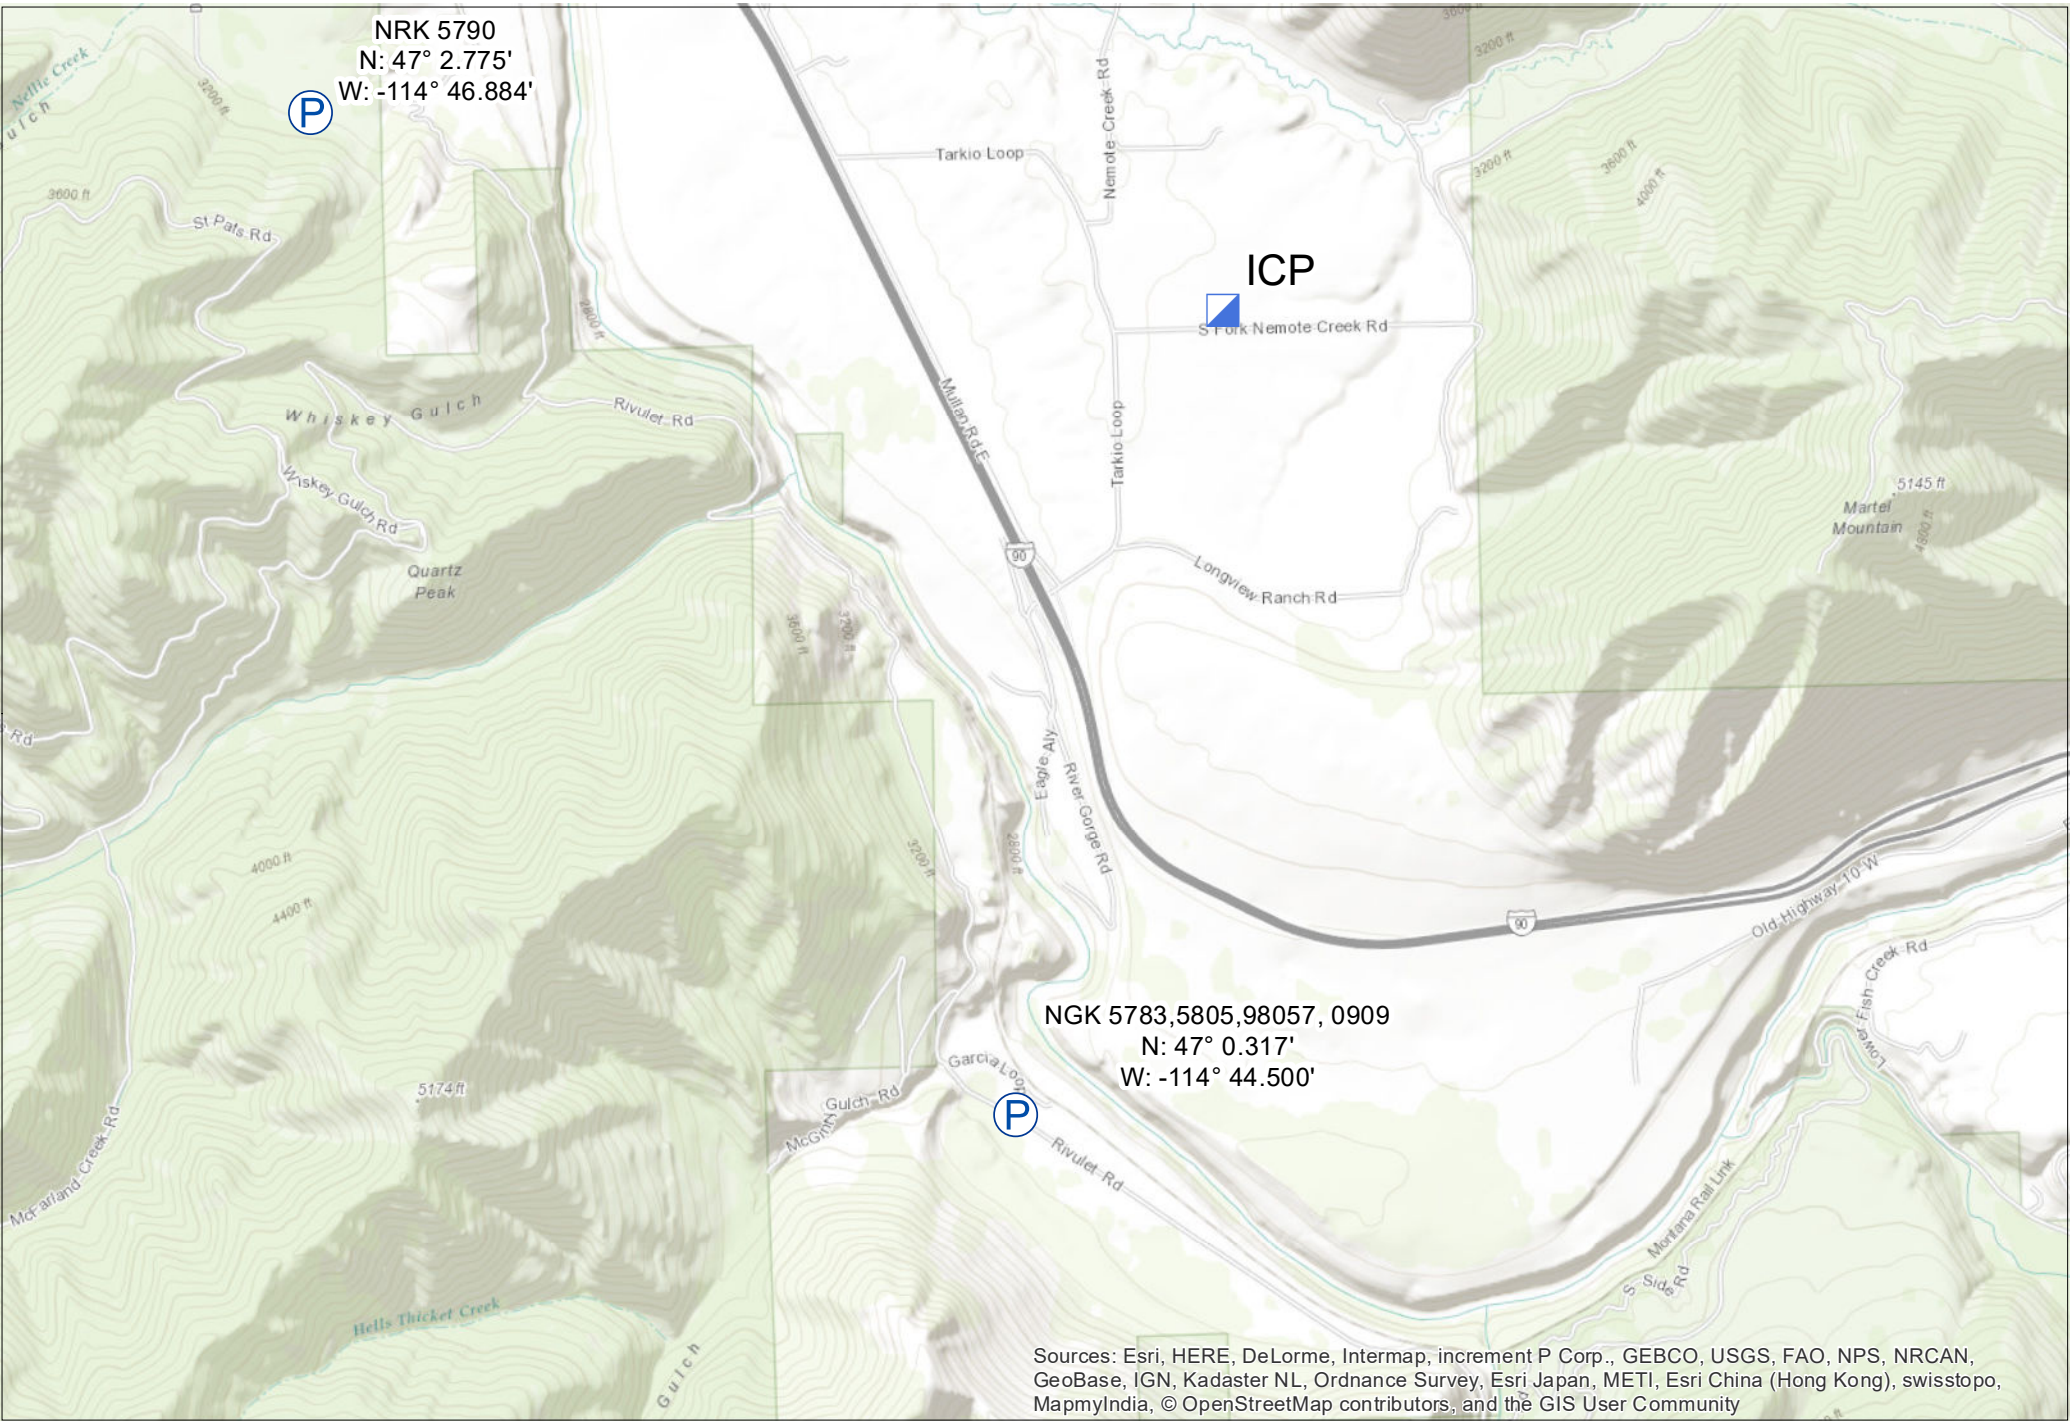 NRK 5790
N: 47° 2.775'
W: -114° 46.884'
P
Nellie Creek
ulch
3200 ft
3600 ft
3200 ft
Nemote Creek Rd
Tarkio Loop
3200 ft
3600 ft
4000 ft
3600 ft
St Pats Rd
ICP
S Fork Nemote Creek Rd
2800 ft
Whiskey Gulch
Rivulet Rd
Mullan Rd E
Tarkio Loop
Wiskey Gulch Rd
5145 ft
Martel
Mountain
4800 ft
90
Quartz
Peak
Longview Ranch Rd
3600 ft
3200 ft
Rd
Eagle Aly
River Gorge Rd
2800 ft
3200 ft
4000 ft
4400 ft
90
Old Highway 10 W
Lower Fish Creek Rd
NGK 5783,5805,98057, 0909
N: 47° 0.317'
W: -114° 44.500'
Garcia Loop
P
5174 ft
McGinn Gulch Rd
Rivulet Rd
McFarland Creek Rd
Montana Rail Link
S Side Rd
Hells Thicket Creek
Gulch
Sources: Esri, HERE, DeLorme, Intermap, increment P Corp., GEBCO, USGS, FAO, NPS, NRCAN,
GeoBase, IGN, Kadaster NL, Ordnance Survey, Esri Japan, METI, Esri China (Hong Kong), swisstopo,
MapmyIndia, © OpenStreetMap contributors, and the GIS User Community